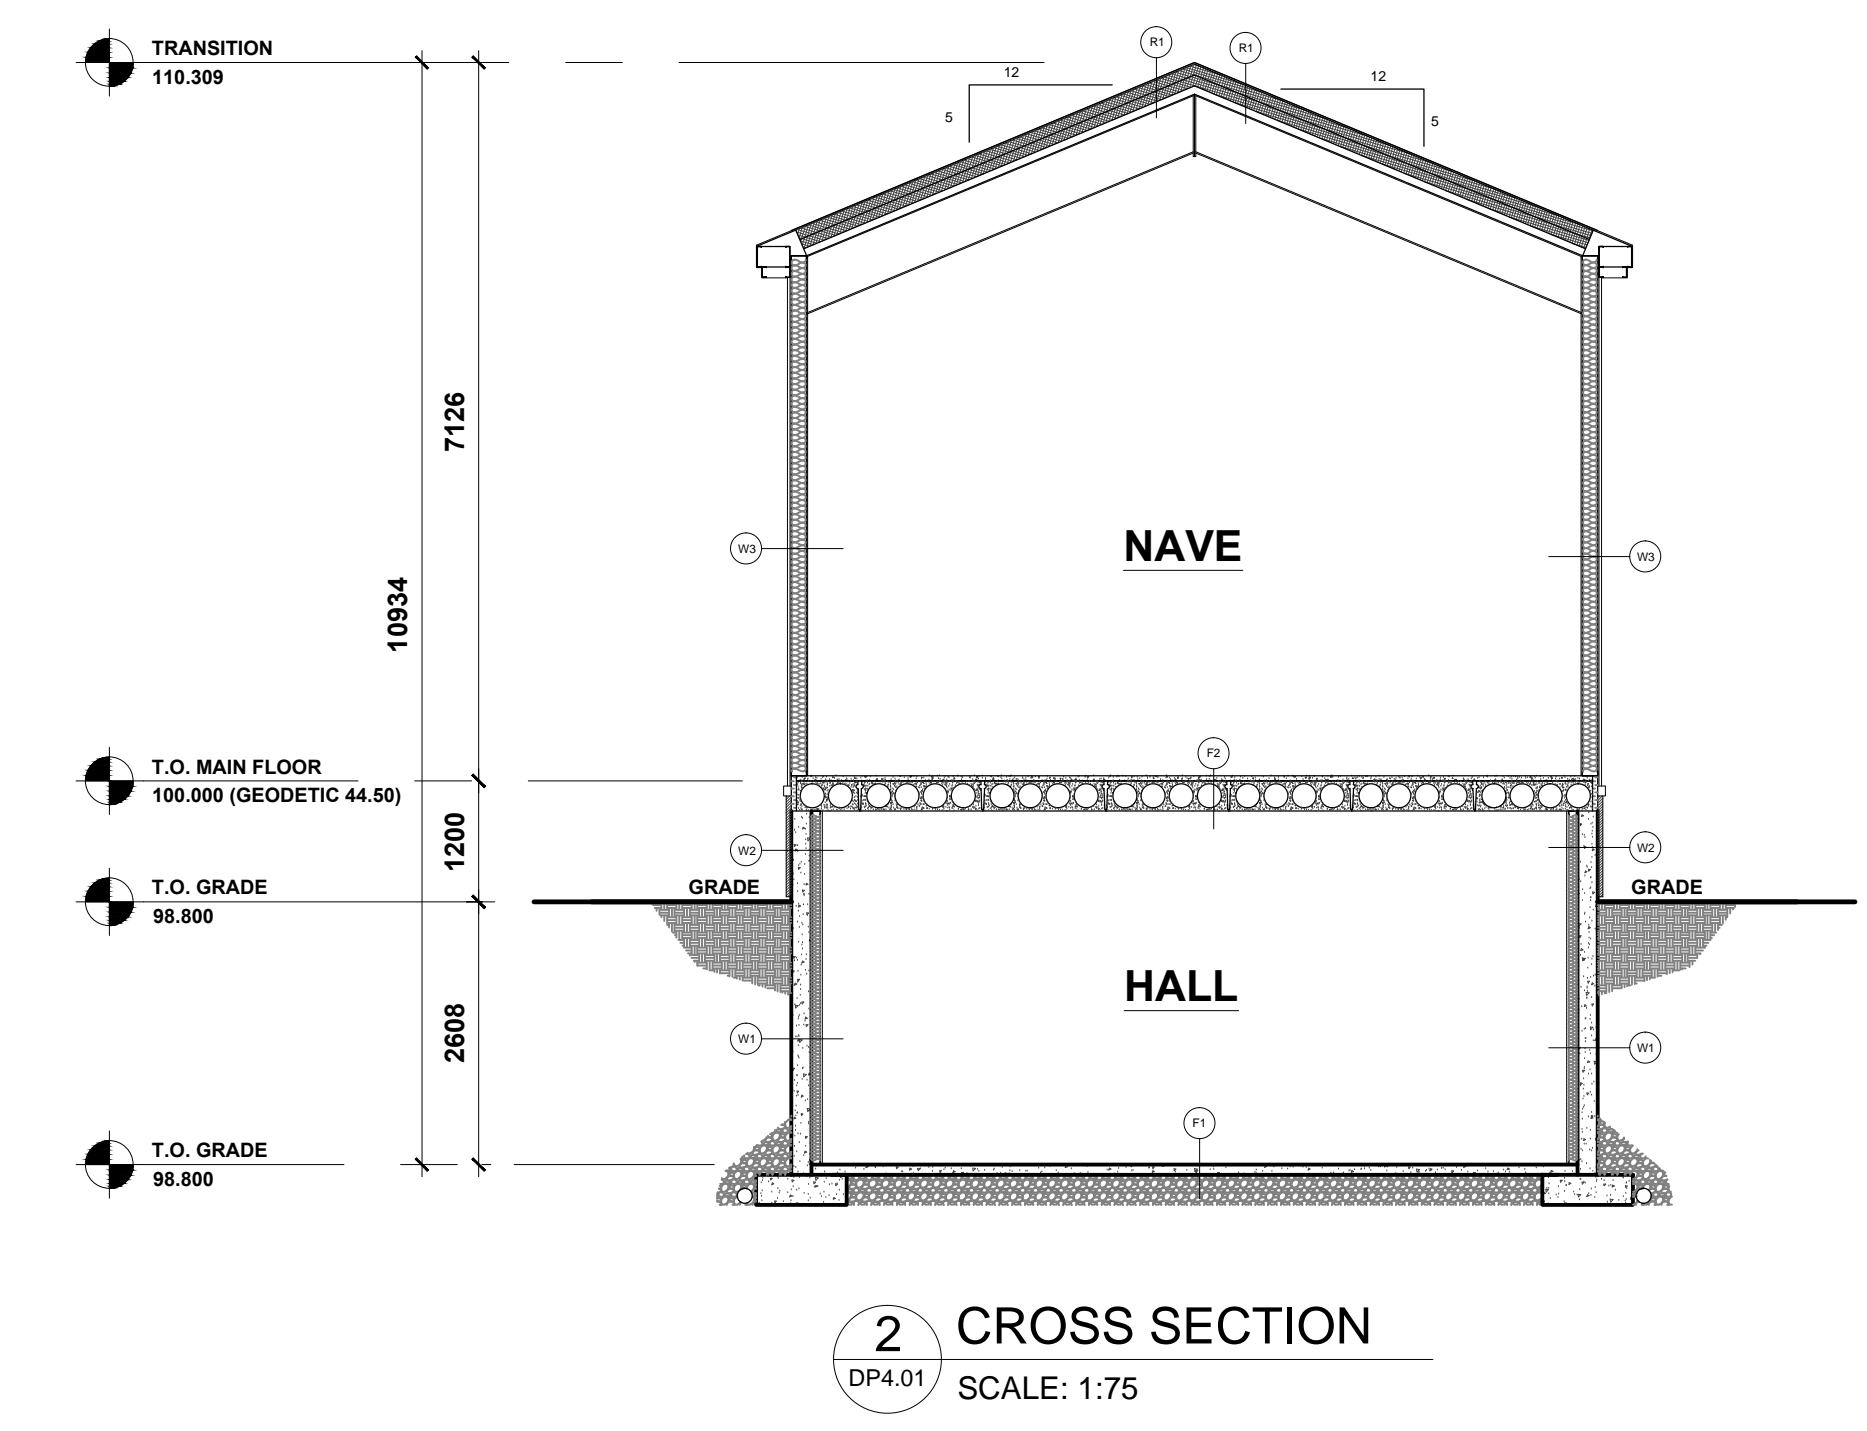 TRANSITION
110.309
R1
R1
12
12
5
5
7126
10934
NAVE
W3
W3
F2
T.O. MAIN FLOOR
100.000 (GEODETIC 44.50)
1200
W2
W2
T.O. GRADE
98.800
GRADE
GRADE
HALL
2608
W1
W1
F1
T.O. GRADE
98.800
2
DP4.01
CROSS SECTION
SCALE: 1:75